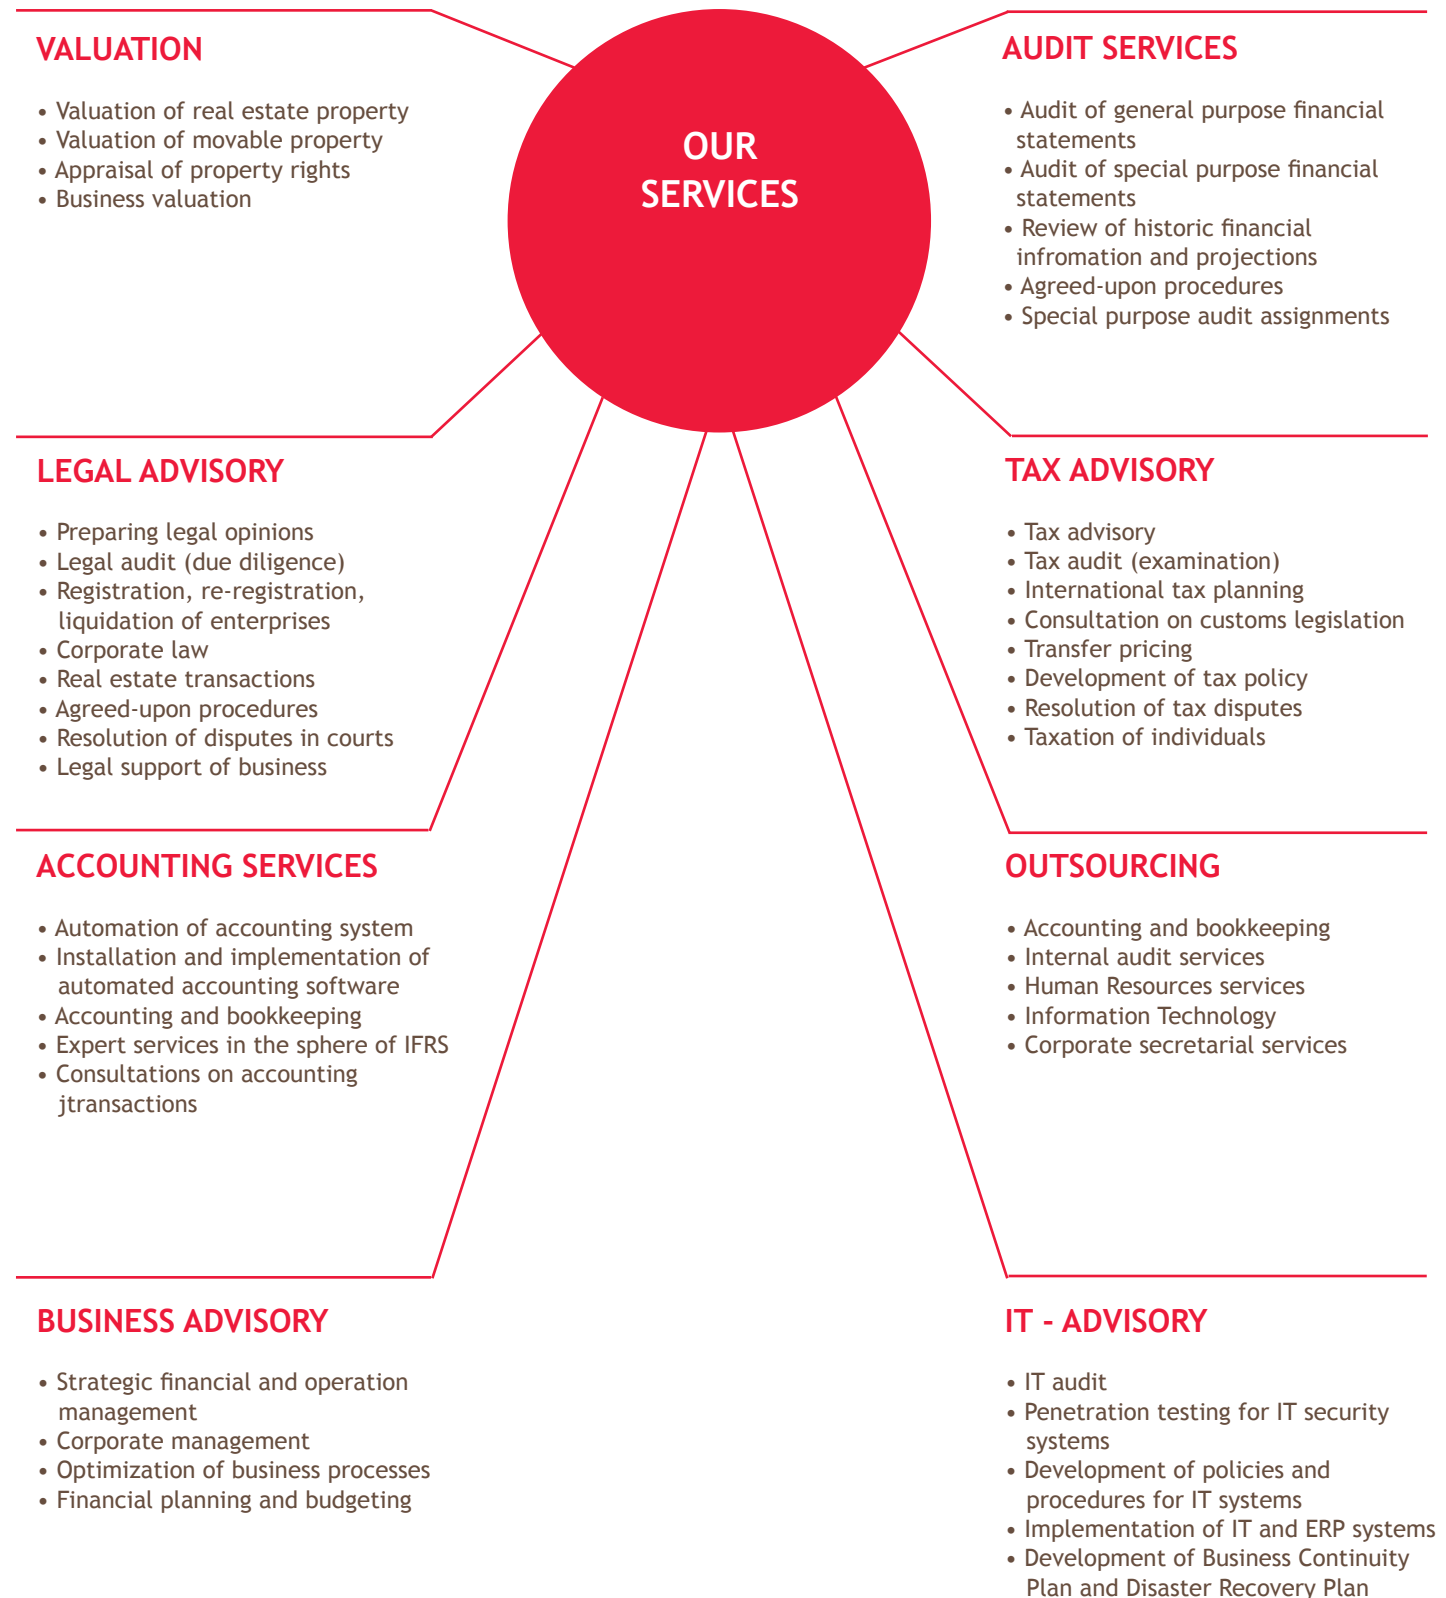 OUR
SERVICES
VALUATION
• Valuation of real estate property
• Valuation of movable property
• Appraisal of property rights
• Business valuation
AUDIT SERVICES
• Audit of general purpose financial
statements
• Audit of special purpose financial
statements
• Review of historic financial
infromation and projections
• Agreed-upon procedures
• Special purpose audit assignments
LEGAL ADVISORY
• Preparing legal opinions
• Legal audit (due diligence)
• Registration, re-registration,
liquidation of enterprises
• Corporate law
• Real estate transactions
• Agreed-upon procedures
• Resolution of disputes in courts
• Legal support of business
TAX ADVISORY
• Tax advisory
• Tax audit (examination)
• International tax planning
• Consultation on customs legislation
• Transfer pricing
• Development of tax policy
• Resolution of tax disputes
• Taxation of individuals
ACCOUNTING SERVICES
• Automation of accounting system
• Installation and implementation of
automated accounting software
• Accounting and bookkeeping
• Expert services in the sphere of IFRS
• Consultations on accounting
jtransactions
OUTSOURCING
• Accounting and bookkeeping
• Internal audit services
• Human Resources services
• Information Technology
• Corporate secretarial services
BUSINESS ADVISORY
• Strategic financial and operation
management
• Corporate management
• Optimization of business processes
• Financial planning and budgeting
IT - ADVISORY
• IT audit
• Penetration testing for IT security
systems
• Development of policies and
procedures for IT systems
• Implementation of IT and ERP systems
• Development of Business Continuity
Plan and Disaster Recovery Plan